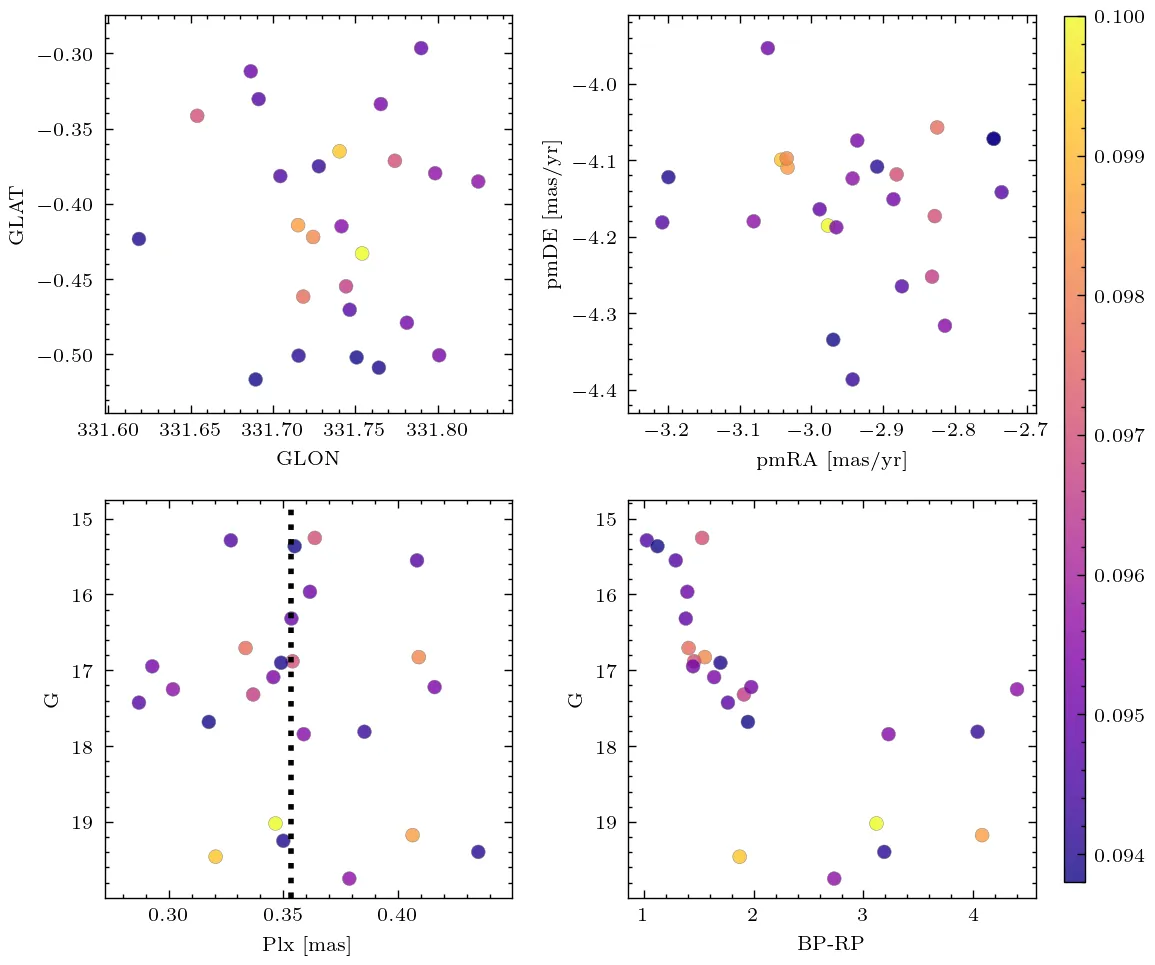 −0.30
−0.35
−0.40
−0.45
−0.50
GLAT
331.60 331.65 331.70 331.75 331.80
GLON
−4.0
−4.1
−4.2
−4.3
−4.4
pmDE [mas/yr]
−3.2 −3.1 −3.0 −2.9 −2.8 −2.7
pmRA [mas/yr]
15
16
17
18
19
G
0.30 0.35 0.40
Plx [mas]
15
16
17
18
19
G
1 2 3 4
BP-RP
0.100
0.099
0.098
0.097
0.096
0.095
0.094